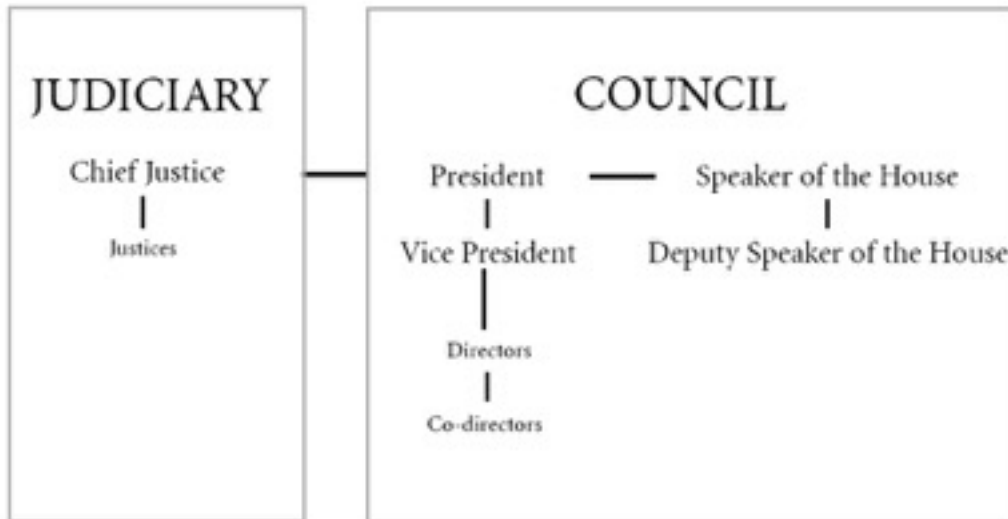 JUDICIARY
Chief Justice
Justices
COUNCIL
President
Speaker of the House
Vice President
Deputy Speaker of the House
Directors
Co-directors